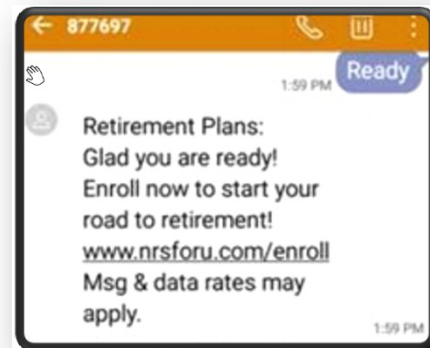 877697
Ready
1:59 PM
Retirement Plans:
Glad you are ready!
Enroll now to start your
road to retirement!
www.nrsforu.com/enroll
Msg & data rates may
apply.
1:59 PM